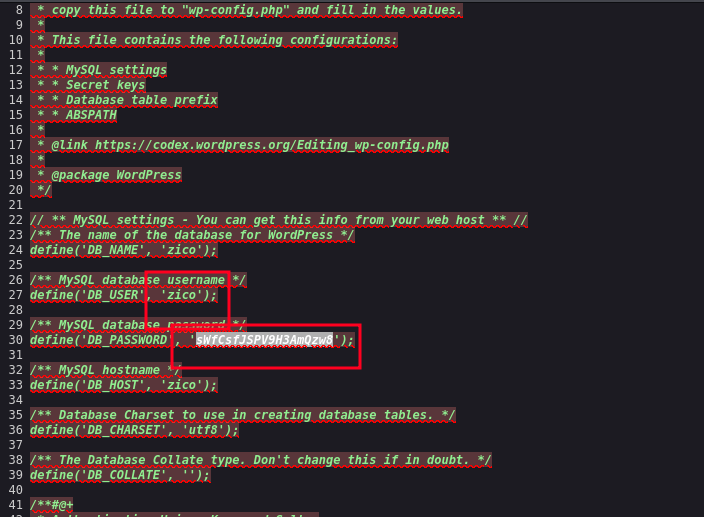 8 * copy this file to "wp-config.php" and fill in the values.
9 *
10 * This file contains the following configurations:
11 *
12 * * MySQL settings
13 * * Secret keys
14 * * Database table prefix
15 * * ABSPATH
16 *
17 * @link https://codex.wordpress.org/Editing_wp-config.php
18 *
19 * @package WordPress
20 */
21
22 // ** MySQL settings - You can get this info from your web host ** //
23 /** The name of the database for WordPress */
24 define('DB_NAME', 'zico');
25
26 /** MySQL database username */
27 define('DB_USER', 'zico');
28
29 /** MySQL database password */
30 define('DB_PASSWORD', 'sWfCsfJSPV9H3AmQzw8');
31
32 /** MySQL hostname */
33 define('DB_HOST', 'zico');
34
35 /** Database Charset to use in creating database tables. */
36 define('DB_CHARSET', 'utf8');
37
38 /** The Database Collate type. Don't change this if in doubt. */
39 define('DB_COLLATE', '');
40
41 /**#@+